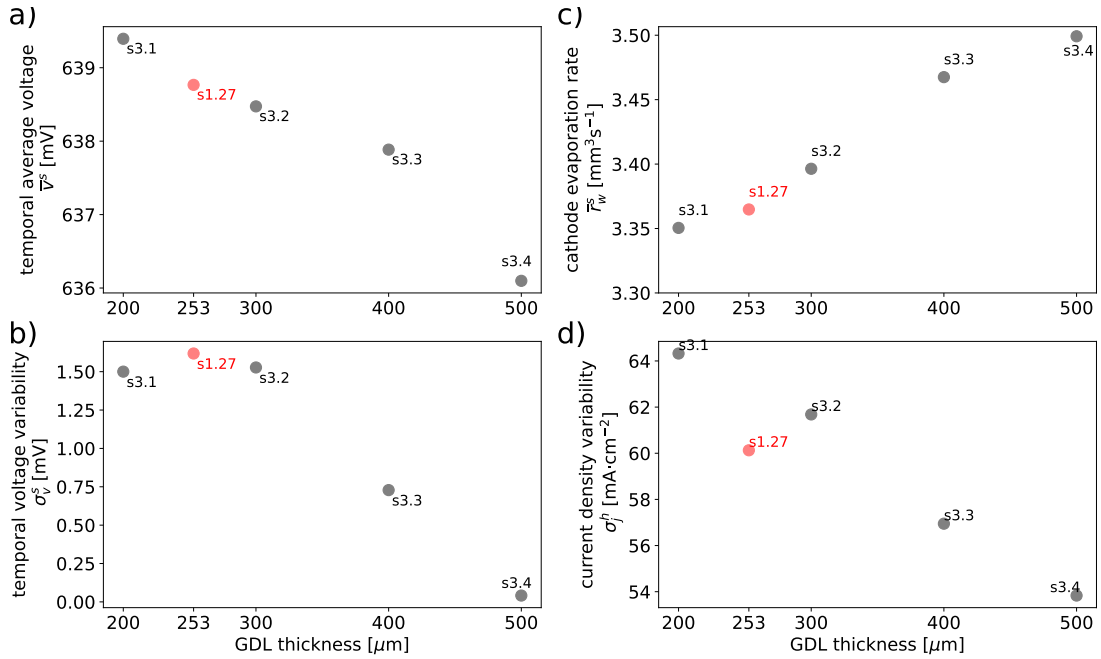 a)
temporal average voltage
v̅ˢ [mV]
639
638
637
636
s3.1
s1.27
s3.2
s3.3
s3.4
200 253 300 400 500
c)
cathode evaporation rate
r̅ˢ_w [mm³s⁻¹]
3.50
3.45
3.40
3.35
3.30
s3.1
s1.27
s3.2
s3.3
s3.4
200 253 300 400 500
b)
temporal voltage variability
σˢ_v [mV]
1.50
1.25
1.00
0.75
0.50
0.25
0.00
s3.1
s1.27
s3.2
s3.3
s3.4
200 253 300 400 500
GDL thickness [μm]
d)
current density variability
σʰ_j [mA·cm⁻²]
64
62
60
58
56
54
s3.1
s1.27
s3.2
s3.3
s3.4
200 253 300 400 500
GDL thickness [μm]